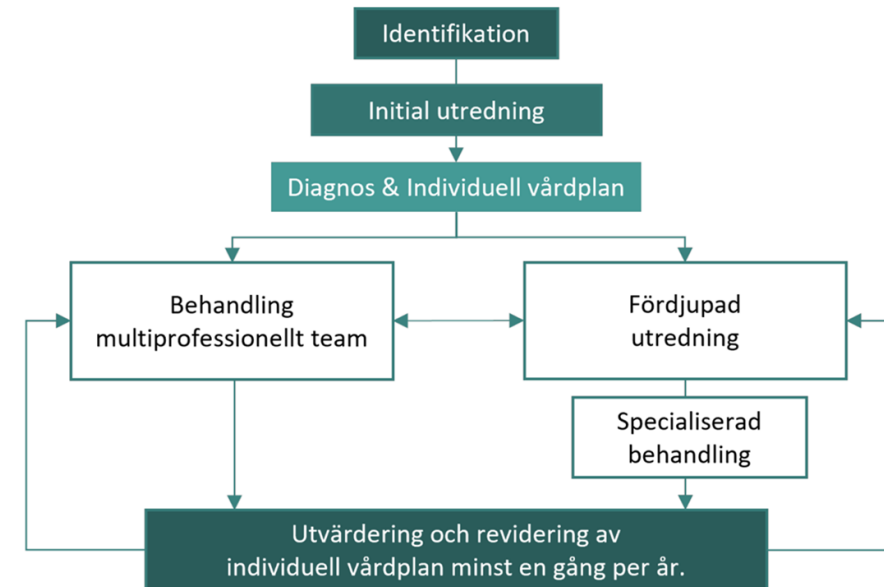 Identifikation
Initial utredning
Diagnos & Individuell vårdplan
Behandling
multiprofessionellt team
Fördjupad
utredning
Specialiserad
behandling
Utvärdering och revidering av
individuell vårdplan minst en gång per år.